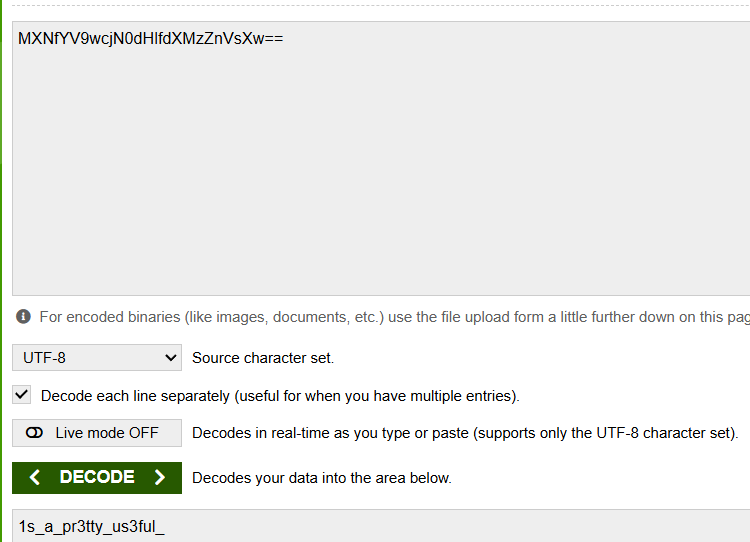 MXNfYV9wcjN0dHlfdXMzZnVsXw==
For encoded binaries (like images, documents, etc.) use the file upload form a little further down on this pag
UTF-8 Source character set.
Decode each line separately (useful for when you have multiple entries).
Live mode OFF Decodes in real-time as you type or paste (supports only the UTF-8 character set).
< DECODE > Decodes your data into the area below.
1s_a_pr3tty_us3ful_